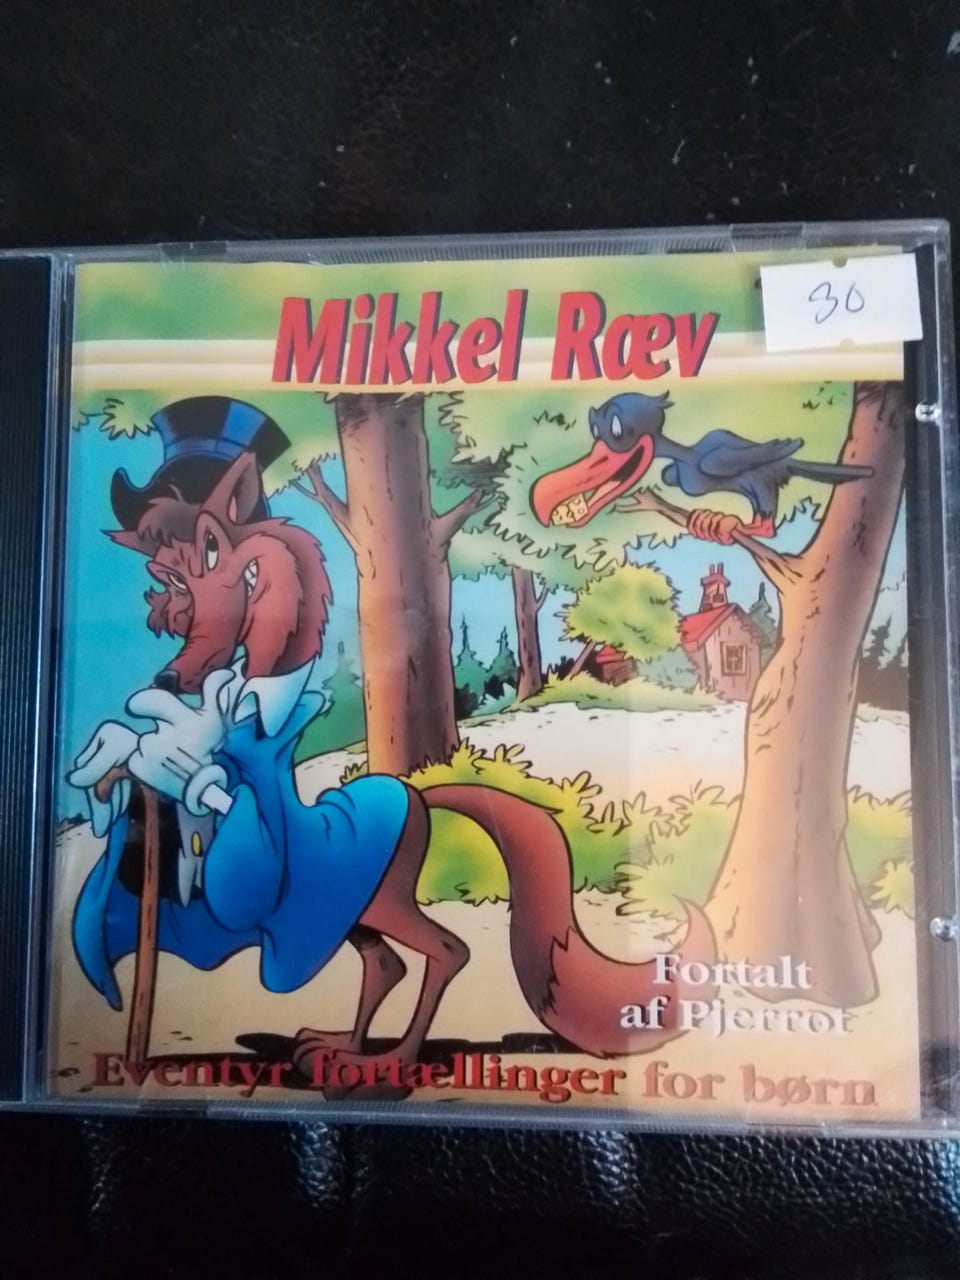 Mikkel Ræv
30
Fortalt
af Pjerrot
Eventyr fortællinger for børn